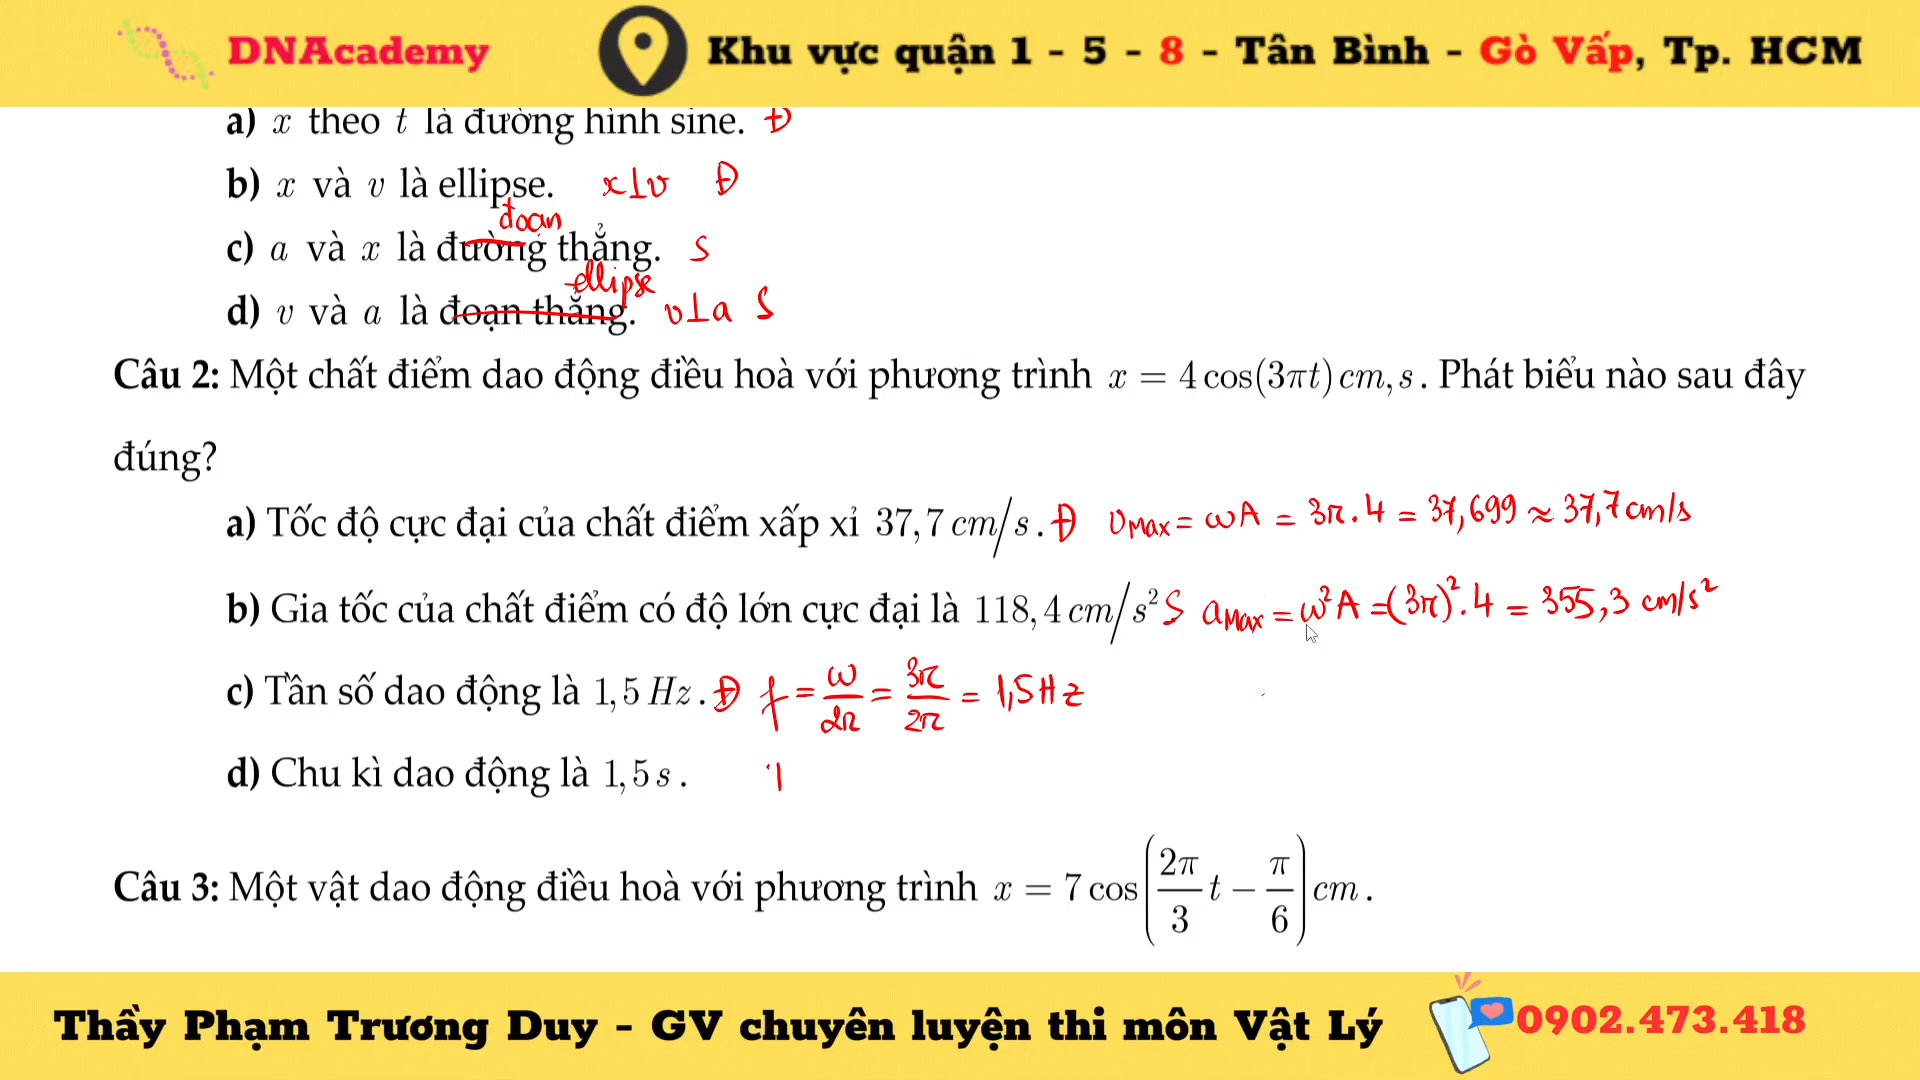 DNAcademy Khu vực quận 1 - 5 - 8 - Tân Bình - Gò Vấp, Tp. HCM
a) x theo t là đường hình sine. Đ
b) x và v là ellipse. x⊥v Đ
đoạn
c) a và x là đường thẳng. S
ellipse
d) v và a là đoạn thẳng. v⊥a S
Câu 2: Một chất điểm dao động điều hoà với phương trình x = 4 cos(3πt) cm, s. Phát biểu nào sau đây
đúng?
a) Tốc độ cực đại của chất điểm xấp xỉ 37,7 cm/s. Đ v_Max = ωA = 3π.4 = 37,699 ≈ 37,7 cm/s
b) Gia tốc của chất điểm có độ lớn cực đại là 118,4 cm/s² S a_Max = ω²A = (3π)².4 = 355,3 cm/s²
c) Tần số dao động là 1,5 Hz. Đ f = ω/2π = 3π/2π = 1,5 Hz
d) Chu kì dao động là 1,5 s.
Câu 3: Một vật dao động điều hoà với phương trình x = 7 cos(2π/3 t − π/6) cm.
Thầy Phạm Trương Duy - GV chuyên luyện thi môn Vật Lý 0902.473.418